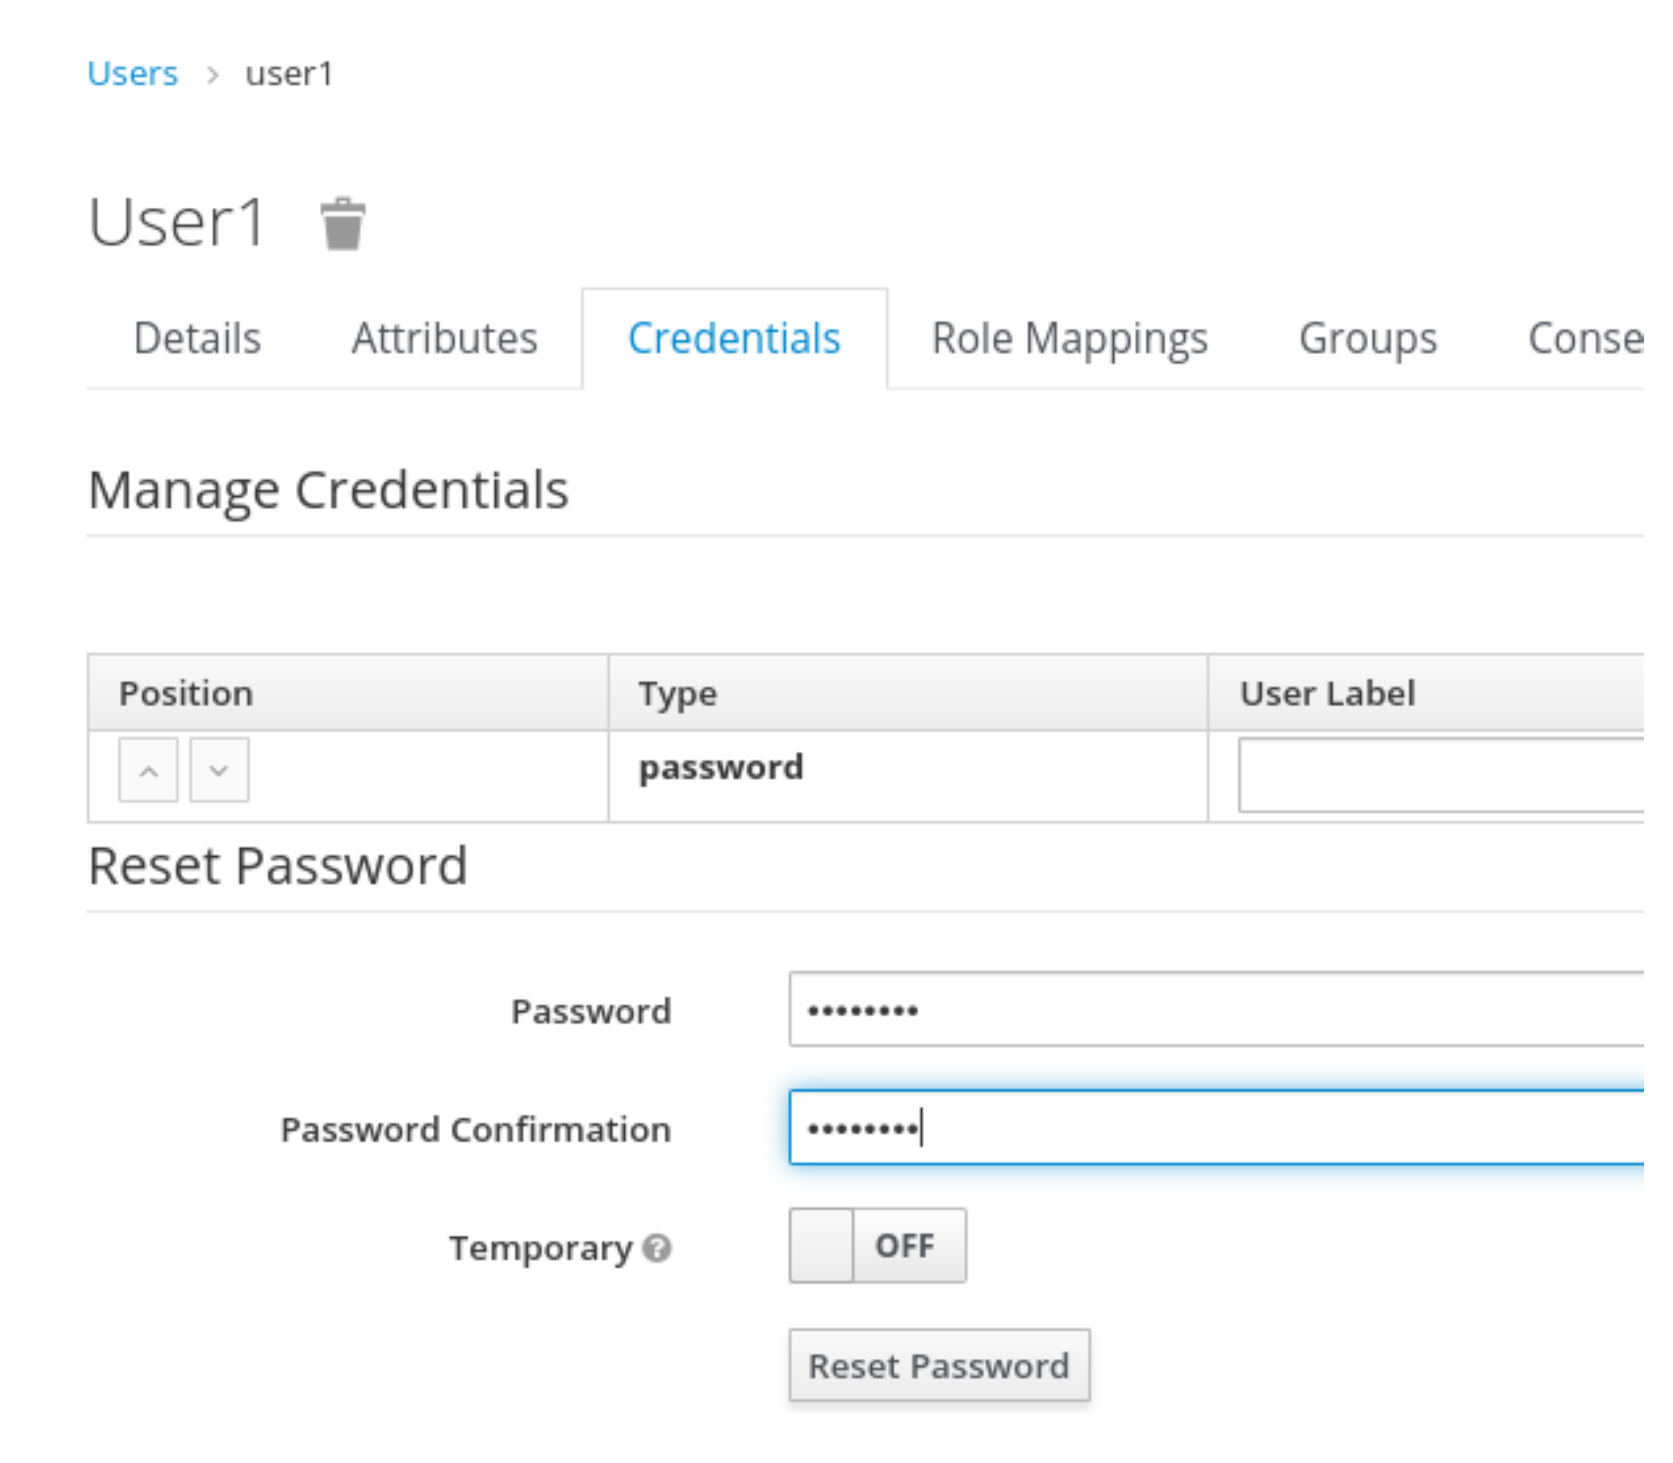 Users > user1
User1
Details Attributes Credentials Role Mappings Groups Conse
Manage Credentials
Position Type User Label
password
Reset Password
Password ••••••••
Password Confirmation ••••••••
Temporary ? OFF
Reset Password